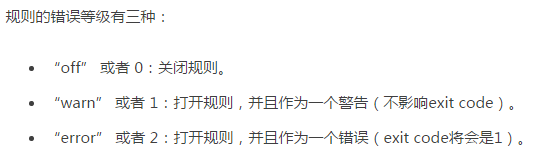 规则的错误等级有三种：
• “off” 或者 0：关闭规则。
• “warn” 或者 1：打开规则，并且作为一个警告（不影响exit code）。
• “error” 或者 2：打开规则，并且作为一个错误（exit code将会是1）。